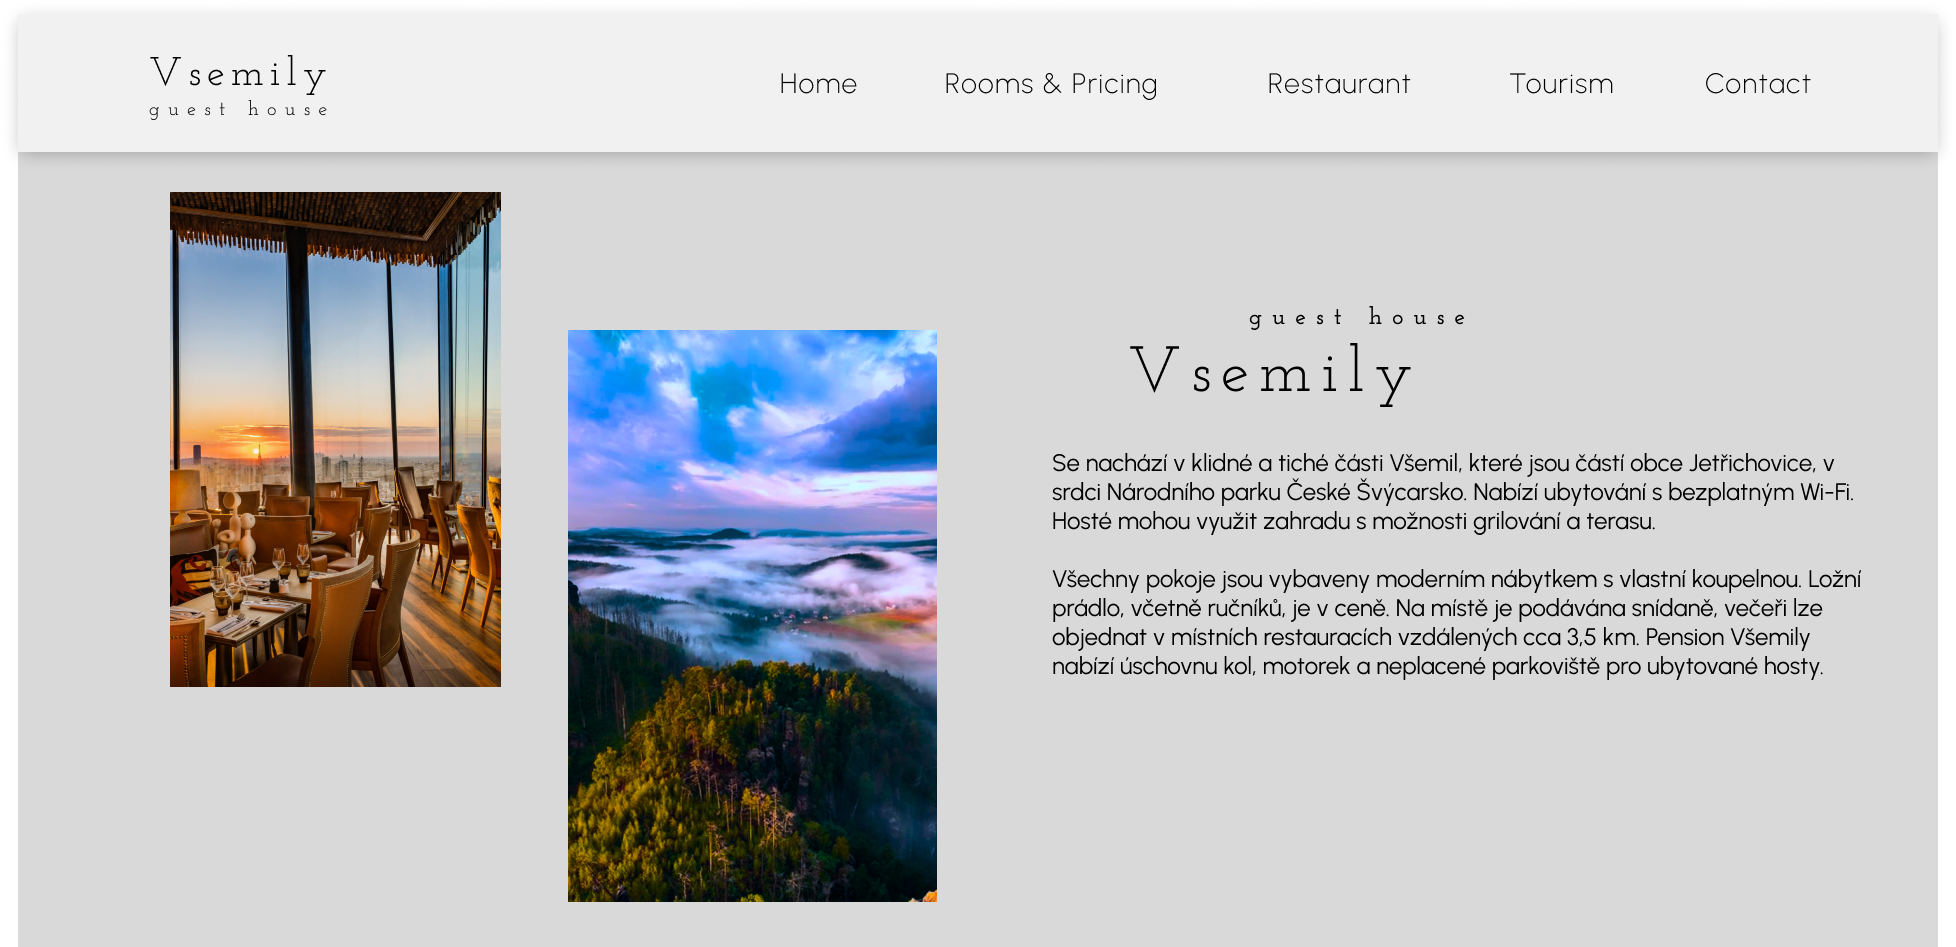 Vsemily
guest house
Home
Rooms & Pricing
Restaurant
Tourism
Contact
guest house
Vsemily
Se nachází v klidné a tiché části Všemil, které jsou částí obce Jetřichovice, v
srdci Národního parku České Švýcarsko. Nabízí ubytování s bezplatným Wi-Fi.
Hosté mohou využit zahradu s možnosti grilování a terasu.
Všechny pokoje jsou vybaveny moderním nábytkem s vlastní koupelnou. Ložní
prádlo, včetně ručníků, je v ceně. Na místě je podávána snídaně, večeři lze
objednat v místních restauracích vzdálených cca 3,5 km. Pension Všemily
nabízí úschovnu kol, motorek a neplacené parkoviště pro ubytované hosty.